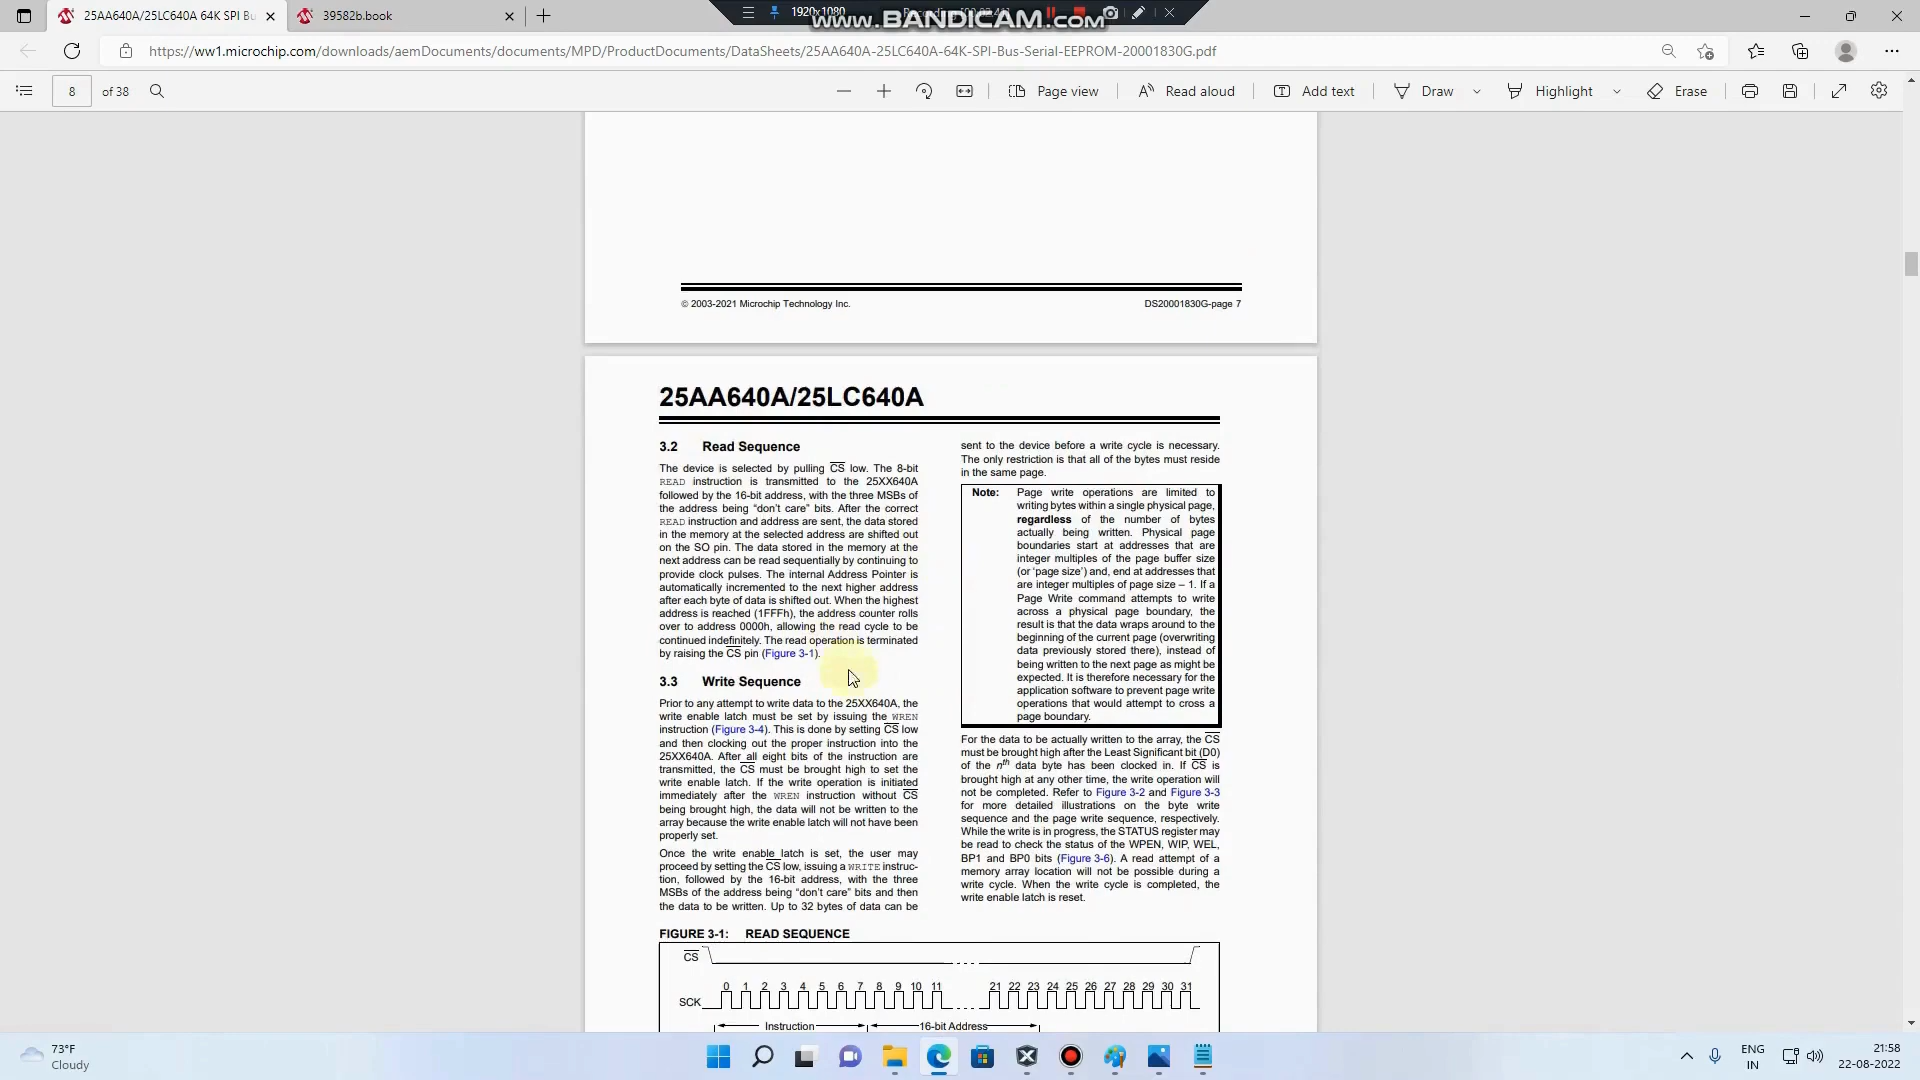 25AA640A/25LC640A 64K SPI Bu
39582b.book
1920x1080
Recording [00:02:41]
www.BANDICAM.com
https://ww1.microchip.com/downloads/aemDocuments/documents/MPD/ProductDocuments/DataSheets/25AA640A-25LC640A-64K-SPI-Bus-Serial-EEPROM-20001830G.pdf
8 of 38
Page view
Read aloud
Add text
Draw
Highlight
Erase
© 2003-2021 Microchip Technology Inc.
DS20001830G-page 7
25AA640A/25LC640A
3.2 Read Sequence
The device is selected by pulling CS low. The 8-bit
READ instruction is transmitted to the 25XX640A
followed by the 16-bit address, with the three MSBs of
the address being “don’t care” bits. After the correct
READ instruction and address are sent, the data stored
in the memory at the selected address are shifted out
on the SO pin. The data stored in the memory at the
next address can be read sequentially by continuing to
provide clock pulses. The internal Address Pointer is
automatically incremented to the next higher address
after each byte of data is shifted out. When the highest
address is reached (1FFFh), the address counter rolls
over to address 0000h, allowing the read cycle to be
continued indefinitely. The read operation is terminated
by raising the CS pin (Figure 3-1).
3.3 Write Sequence
Prior to any attempt to write data to the 25XX640A, the
write enable latch must be set by issuing the WREN
instruction (Figure 3-4). This is done by setting CS low
and then clocking out the proper instruction into the
25XX640A. After all eight bits of the instruction are
transmitted, the CS must be brought high to set the
write enable latch. If the write operation is initiated
immediately after the WREN instruction without CS
being brought high, the data will not be written to the
array because the write enable latch will not have been
properly set.
Once the write enable latch is set, the user may
proceed by setting the CS low, issuing a WRITE instruc-
tion, followed by the 16-bit address, with the three
MSBs of the address being “don’t care” bits and then
the data to be written. Up to 32 bytes of data can be
sent to the device before a write cycle is necessary.
The only restriction is that all of the bytes must reside
in the same page.
Note: Page write operations are limited to
writing bytes within a single physical page,
regardless of the number of bytes
actually being written. Physical page
boundaries start at addresses that are
integer multiples of the page buffer size
(or ‘page size’) and, end at addresses that
are integer multiples of page size – 1. If a
Page Write command attempts to write
across a physical page boundary, the
result is that the data wraps around to the
beginning of the current page (overwriting
data previously stored there), instead of
being written to the next page as might be
expected. It is therefore necessary for the
application software to prevent page write
operations that would attempt to cross a
page boundary.
For the data to be actually written to the array, the CS
must be brought high after the Least Significant bit (D0)
of the nth data byte has been clocked in. If CS is
brought high at any other time, the write operation will
not be completed. Refer to Figure 3-2 and Figure 3-3
for more detailed illustrations on the byte write
sequence and the page write sequence, respectively.
While the write is in progress, the STATUS register may
be read to check the status of the WPEN, WIP, WEL,
BP1 and BP0 bits (Figure 3-6). A read attempt of a
memory array location will not be possible during a
write cycle. When the write cycle is completed, the
write enable latch is reset.
FIGURE 3-1: READ SEQUENCE
CS
0 1 2 3 4 5 6 7 8 9 10 11 21 22 23 24 25 26 27 28 29 30 31
SCK
Instruction 16-bit Address
73°F
Cloudy
ENG
IN
21:58
22-08-2022